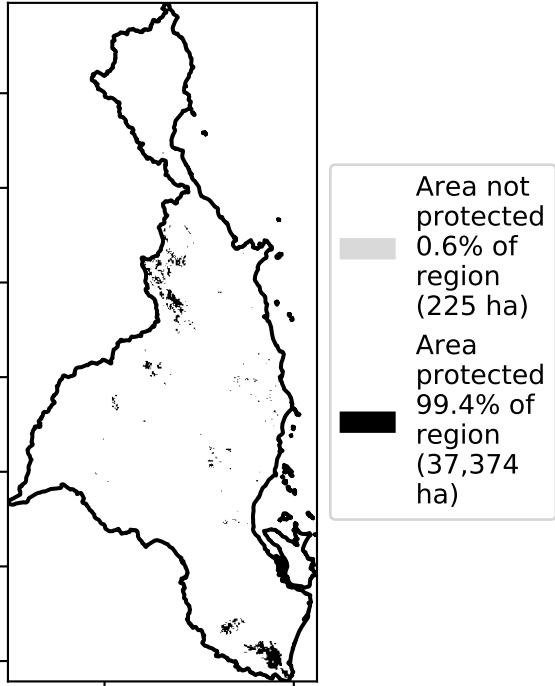 Area not
protected
0.6% of
region
(225 ha)
Area
protected
99.4% of
region
(37,374
ha)